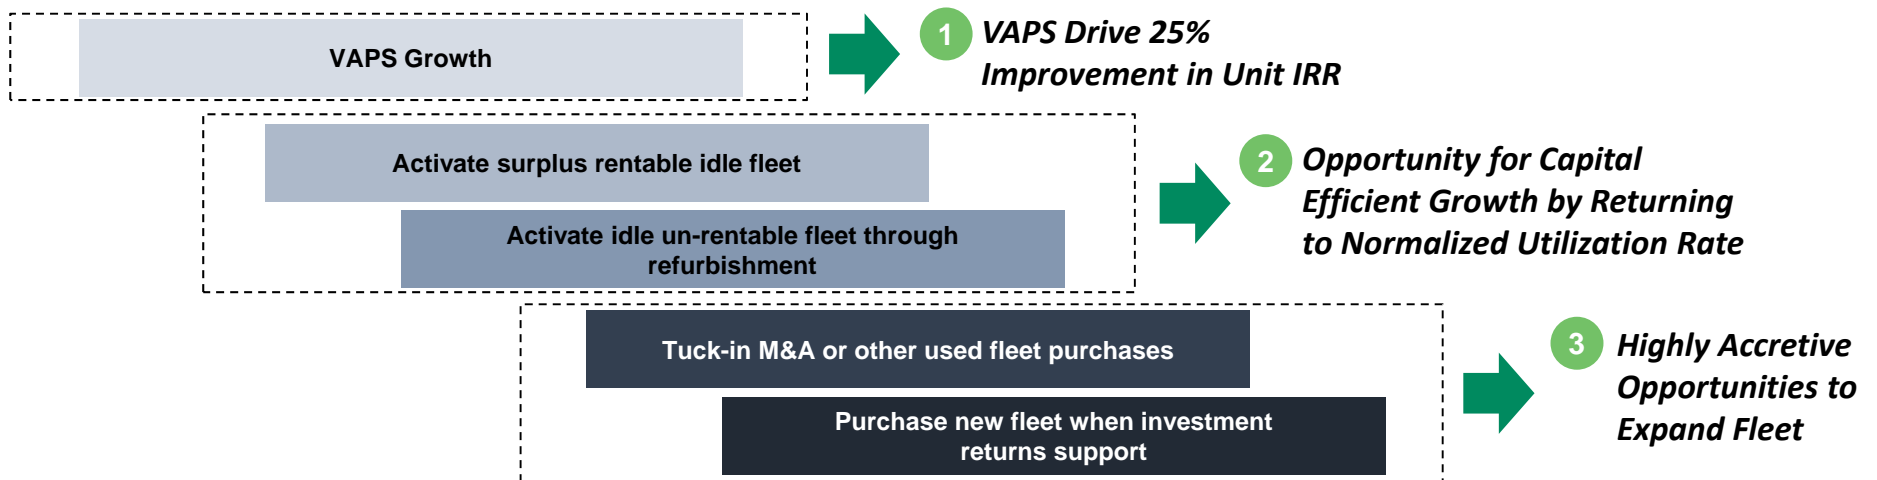 VAPS Growth
1
VAPS Drive 25%
Improvement in Unit IRR
Activate surplus rentable idle fleet
Activate idle un-rentable fleet through
refurbishment
2
Opportunity for Capital
Efficient Growth by Returning
to Normalized Utilization Rate
Tuck-in M&A or other used fleet purchases
Purchase new fleet when investment
returns support
3
Highly Accretive
Opportunities to
Expand Fleet